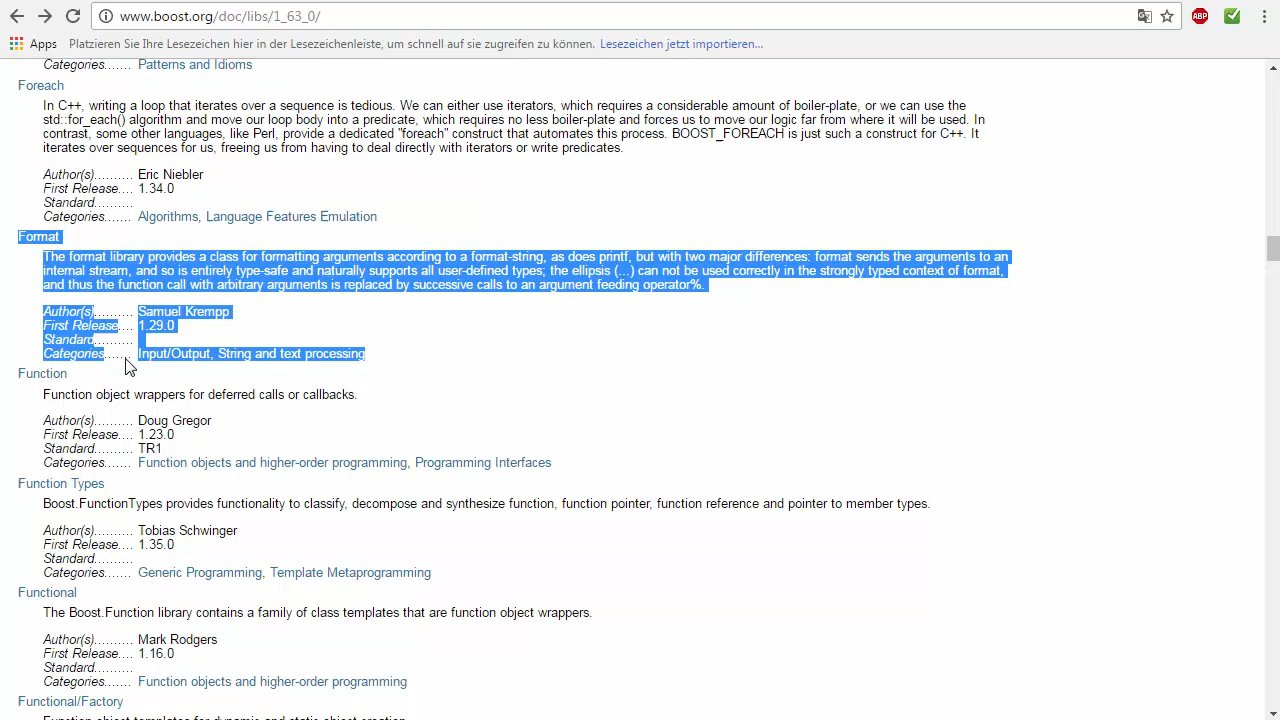 www.boost.org/doc/libs/1_63_0/
ABP
Apps Platzieren Sie Ihre Lesezeichen hier in der Lesezeichenleiste, um schnell auf sie zugreifen zu können. Lesezeichen jetzt importieren...
Categories....... Patterns and Idioms
Foreach
In C++, writing a loop that iterates over a sequence is tedious. We can either use iterators, which requires a considerable amount of boiler-plate, or we can use the
std::for_each() algorithm and move our loop body into a predicate, which requires no less boiler-plate and forces us to move our logic far from where it will be used. In
contrast, some other languages, like Perl, provide a dedicated "foreach" construct that automates this process. BOOST_FOREACH is just such a construct for C++. It
iterates over sequences for us, freeing us from having to deal directly with iterators or write predicates.
Author(s)......... Eric Niebler
First Release.... 1.34.0
Standard.........
Categories....... Algorithms, Language Features Emulation
Format
The format library provides a class for formatting arguments according to a format-string, as does printf, but with two major differences: format sends the arguments to an
internal stream, and so is entirely type-safe and naturally supports all user-defined types; the ellipsis (...) can not be used correctly in the strongly typed context of format,
and thus the function call with arbitrary arguments is replaced by successive calls to an argument feeding operator%.
Author(s)......... Samuel Krempp
First Release.... 1.29.0
Standard.........
Categories....... Input/Output, String and text processing
Function
Function object wrappers for deferred calls or callbacks.
Author(s)......... Doug Gregor
First Release.... 1.23.0
Standard......... TR1
Categories....... Function objects and higher-order programming, Programming Interfaces
Function Types
Boost.FunctionTypes provides functionality to classify, decompose and synthesize function, function pointer, function reference and pointer to member types.
Author(s)......... Tobias Schwinger
First Release.... 1.35.0
Standard.........
Categories....... Generic Programming, Template Metaprogramming
Functional
The Boost.Function library contains a family of class templates that are function object wrappers.
Author(s)......... Mark Rodgers
First Release.... 1.16.0
Standard.........
Categories....... Function objects and higher-order programming
Functional/Factory
Function object templates for dynamic and static object creation